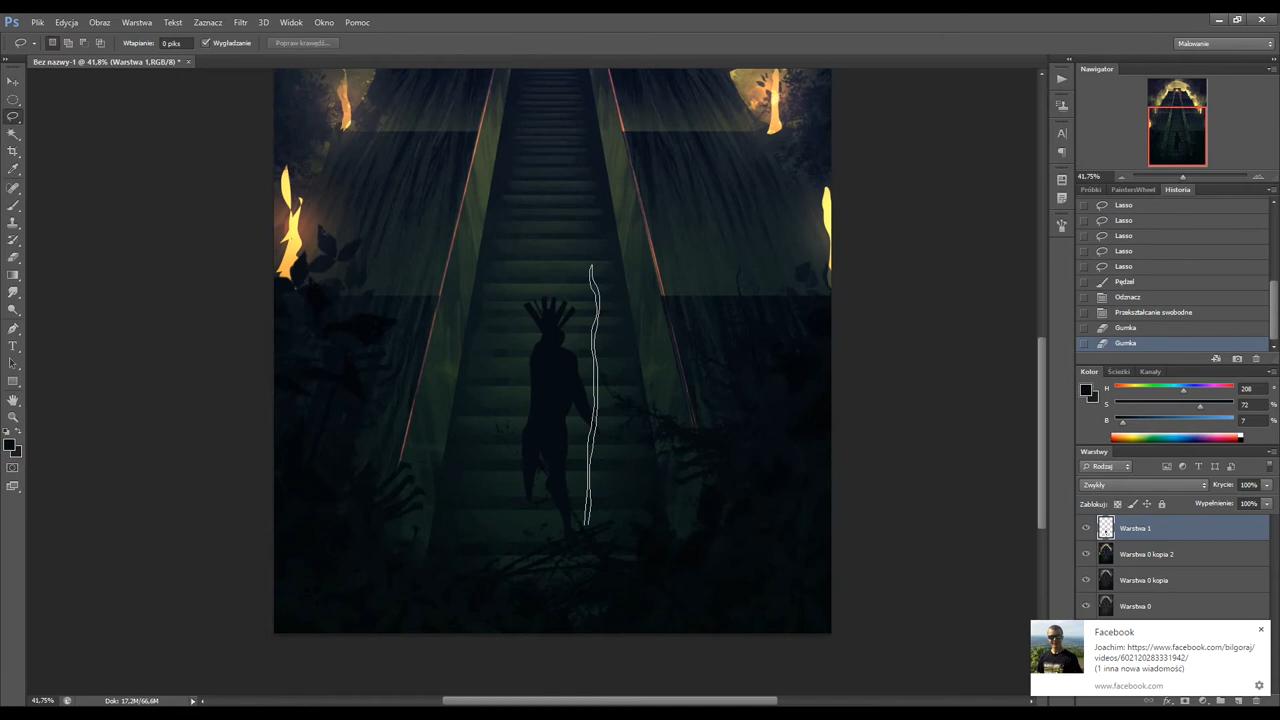 Ps Plik Edycja Obraz Warstwa Tekst Zaznacz Filtr 3D Widok Okno Pomoc
Wtapianie: 0 piks Wygładzanie Popraw krawędź... Malowanie
Bez nazwy-1 @ 41,8% (Warstwa 1,RGB/8) * ×
Nawigator
41,75%
Próbki PaintersWheel Historia
Lasso
Lasso
Lasso
Lasso
Lasso
Pędzel
Odznacz
Przekształcanie swobodne
Gumka
Gumka
Kolor Ścieżki Kanały
H 208 °
S 72 %
B 7 %
Warstwy
Rodzaj
Zwykły Krycie: 100%
Zablokuj: Wypełnienie: 100%
Warstwa 1
Warstwa 0 kopia 2
Warstwa 0 kopia
Warstwa 0
Facebook
Joachim: https://www.facebook.com/bilgoraj/
videos/602120283331942/
(1 inna nowa wiadomość)
www.facebook.com
41,75% Dok: 17,2M/66,6M